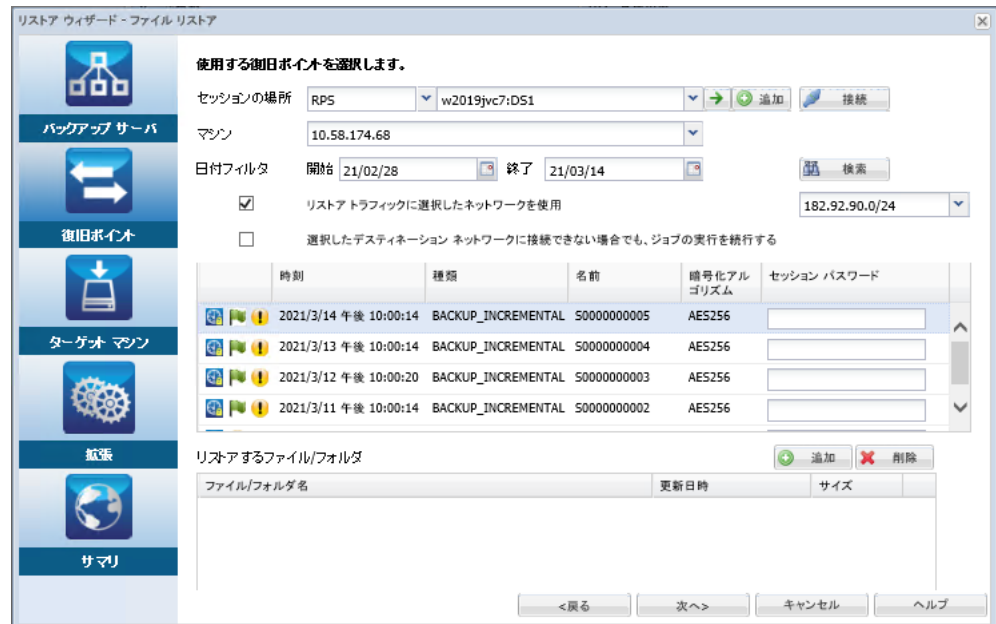 リストア ウィザード - ファイル リストア
バックアップ サーバ
復旧ポイント
ターゲット マシン
拡張
サマリ
使用する復旧ポイントを選択します。
セッションの場所 RPS w2019jvc7:DS1 追加 接続
マシン 10.58.174.68
日付フィルタ 開始 21/02/28 終了 21/03/14 検索
リストア トラフィックに選択したネットワークを使用 182.92.90.0/24
選択したデスティネーション ネットワークに接続できない場合でも、ジョブの実行を続行する
時刻 種類 名前 暗号化アル セッション パスワード
ゴリズム
2021/3/14 午後 10:00:14 BACKUP_INCREMENTAL S0000000005 AES256
2021/3/13 午後 10:00:14 BACKUP_INCREMENTAL S0000000004 AES256
2021/3/12 午後 10:00:20 BACKUP_INCREMENTAL S0000000003 AES256
2021/3/11 午後 10:00:14 BACKUP_INCREMENTAL S0000000002 AES256
リストアするファイル/フォルダ 追加 削除
ファイル/フォルダ名 更新日時 サイズ
<戻る 次へ> キャンセル ヘルプ